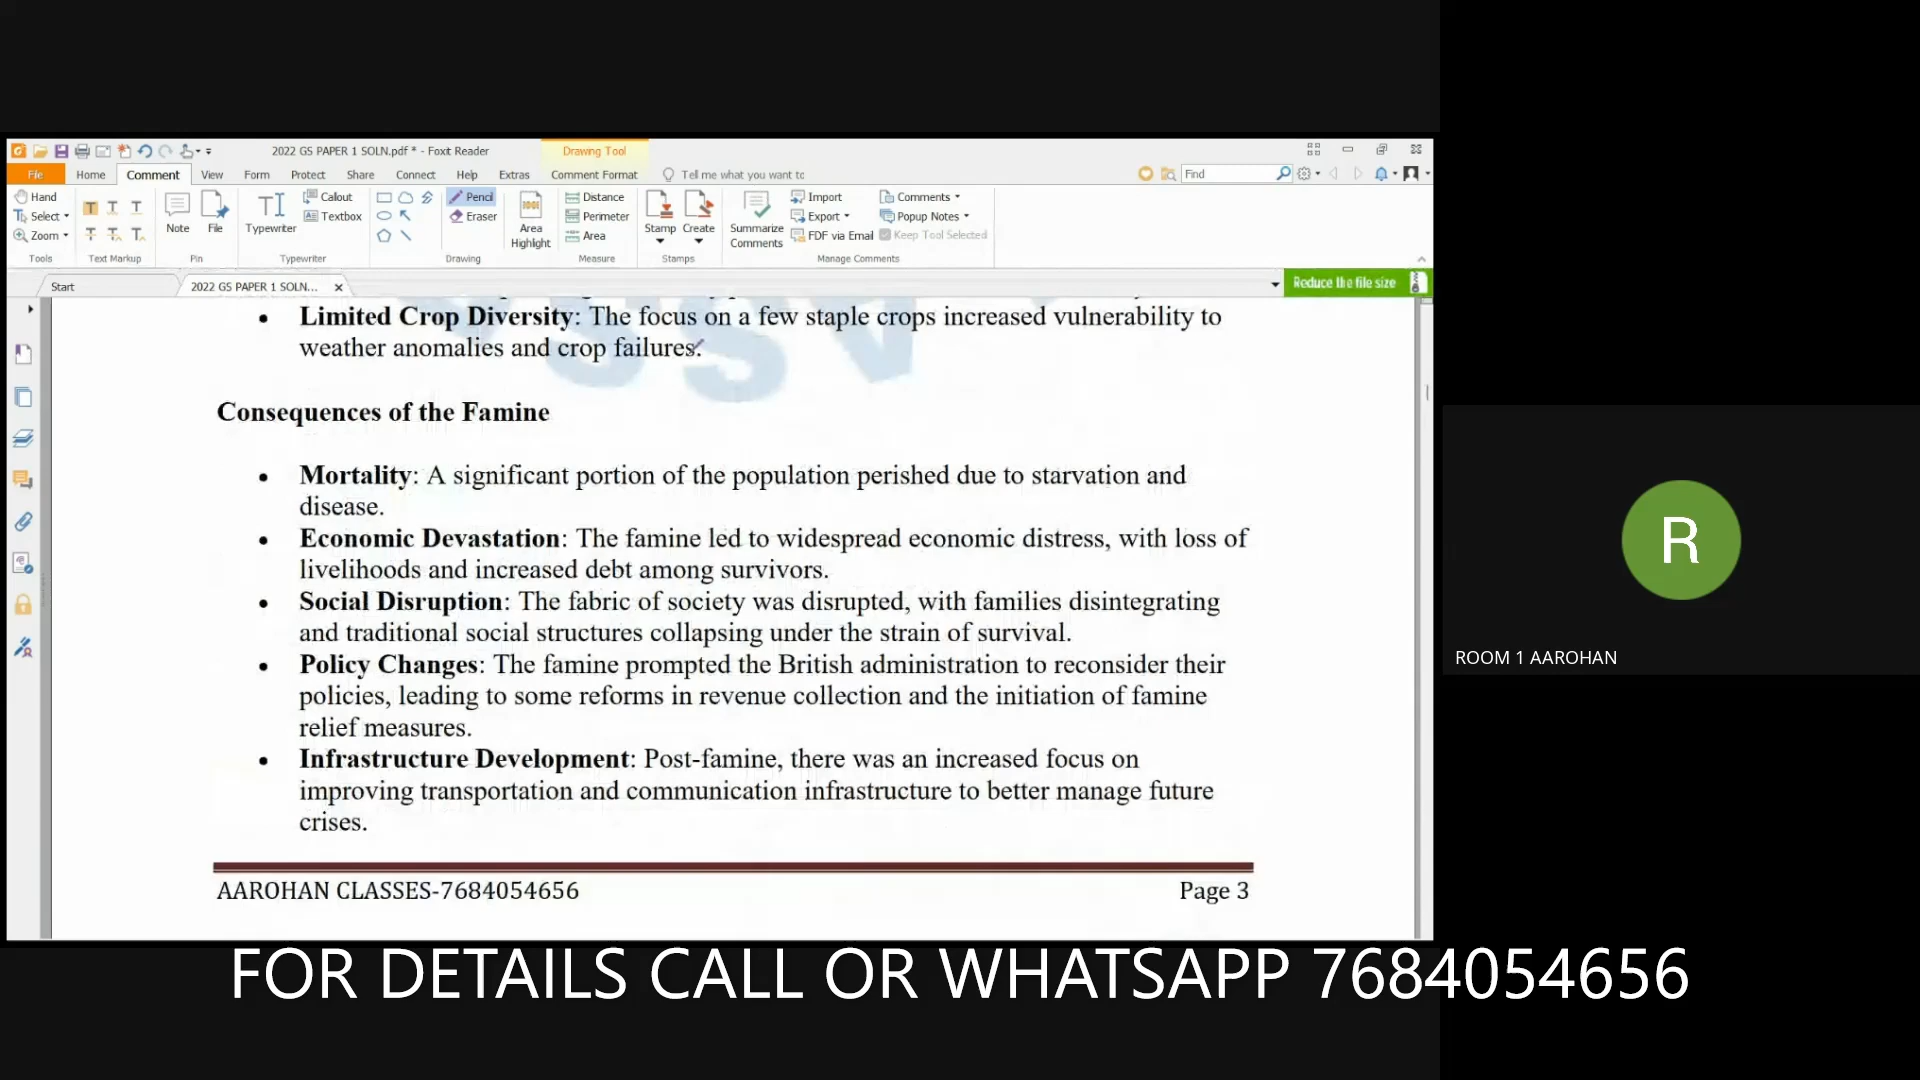 2022 GS PAPER 1 SOLN.pdf * - Foxit Reader
Drawing Tool
File Home Comment View Form Protect Share Connect Help Extras Comment Format Tell me what you want to Find
Hand
Select
Zoom
Tools
Text Markup
Note
File
Pin
Typewriter
Callout
Textbox
Typewriter
Pencil
Eraser
Drawing
Area
Highlight
Distance
Perimeter
Area
Measure
Stamp
Create
Stamps
Summarize
Comments
Import
Export
FDF via Email
Comments
Popup Notes
Keep Tool Selected
Manage Comments
Start
2022 GS PAPER 1 SOLN...
Reduce the file size
• Limited Crop Diversity: The focus on a few staple crops increased vulnerability to
weather anomalies and crop failures.
Consequences of the Famine
• Mortality: A significant portion of the population perished due to starvation and
disease.
• Economic Devastation: The famine led to widespread economic distress, with loss of
livelihoods and increased debt among survivors.
• Social Disruption: The fabric of society was disrupted, with families disintegrating
and traditional social structures collapsing under the strain of survival.
• Policy Changes: The famine prompted the British administration to reconsider their
policies, leading to some reforms in revenue collection and the initiation of famine
relief measures.
• Infrastructure Development: Post-famine, there was an increased focus on
improving transportation and communication infrastructure to better manage future
crises.
AAROHAN CLASSES-7684054656 Page 3
R
ROOM 1 AAROHAN
FOR DETAILS CALL OR WHATSAPP 7684054656